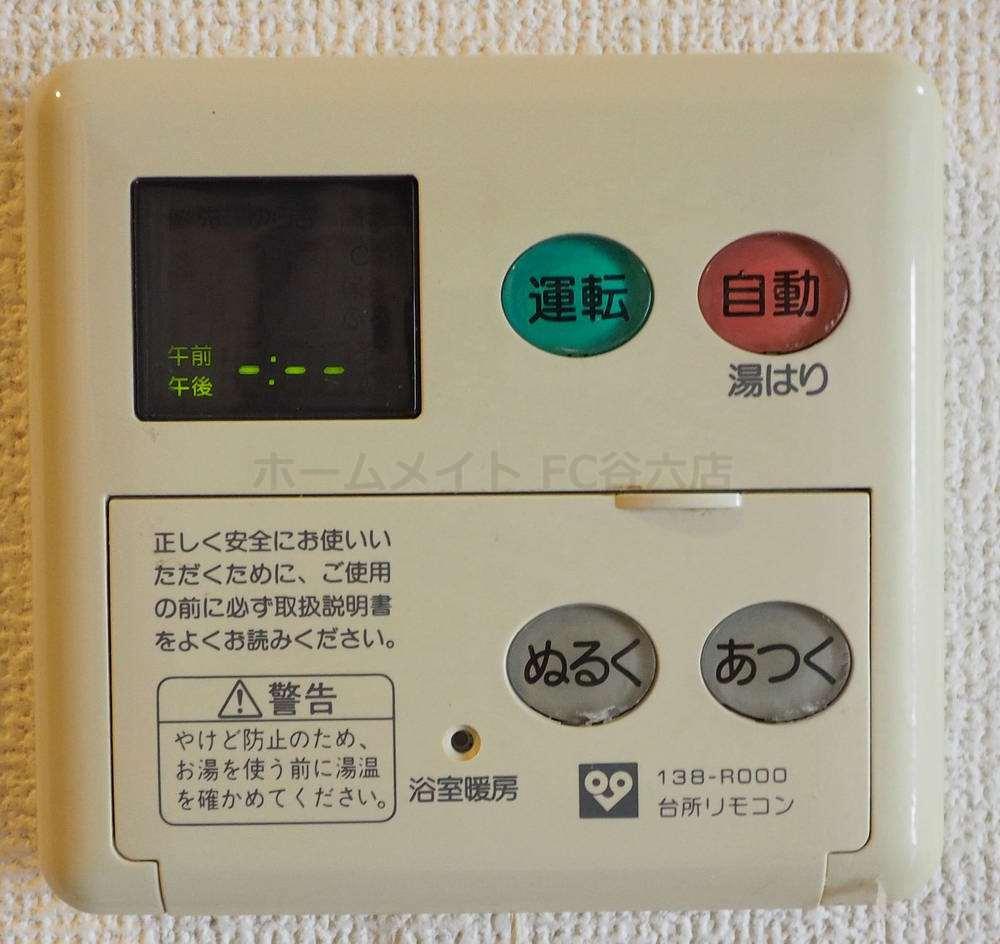 午前
午後
-:--
運転
自動
湯はり
ホームメイト FC谷六店
正しく安全にお使いい
ただくために、ご使用
の前に必ず取扱説明書
をよくお読みください。
警告
やけど防止のため、
お湯を使う前に湯温
を確かめてください。
浴室暖房
ぬるく
あつく
138-R000
台所リモコン